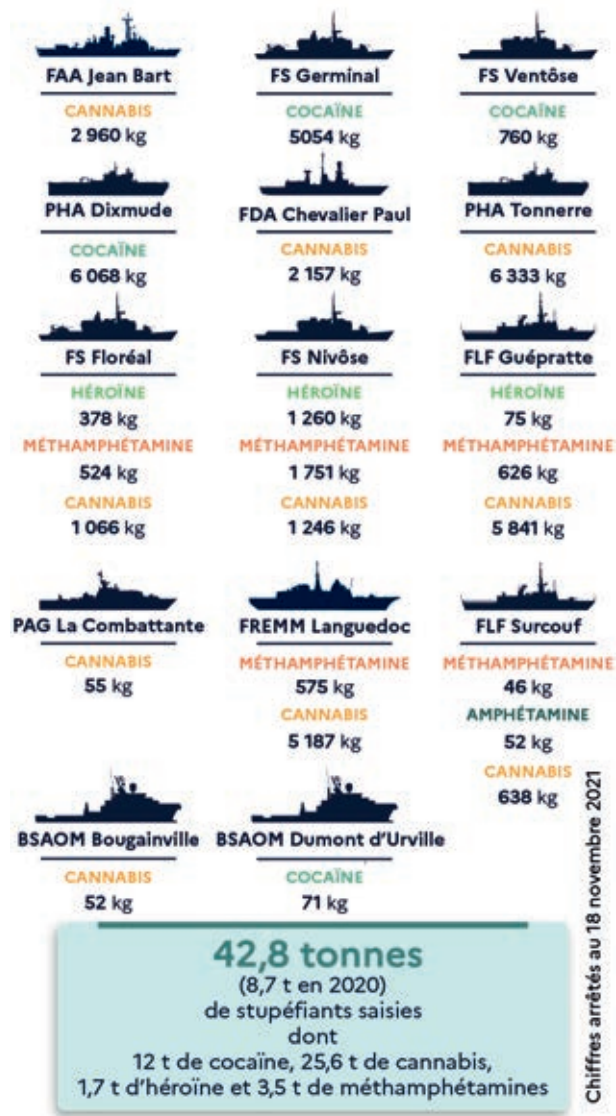 FAA Jean Bart
CANNABIS
2 960 kg
FS Germinal
COCAÏNE
5054 kg
FS Ventôse
COCAÏNE
760 kg
PHA Dixmude
COCAÏNE
6 068 kg
FDA Chevalier Paul
CANNABIS
2 157 kg
PHA Tonnerre
CANNABIS
6 333 kg
FS Floréal
HÉROÏNE
378 kg
MÉTHAMPHÉTAMINE
524 kg
CANNABIS
1 066 kg
FS Nivôse
HÉROÏNE
1 260 kg
MÉTHAMPHÉTAMINE
1 751 kg
CANNABIS
1 246 kg
FLF Guépratte
HÉROÏNE
75 kg
MÉTHAMPHÉTAMINE
626 kg
CANNABIS
5 841 kg
PAG La Combattante
CANNABIS
55 kg
FREMM Languedoc
MÉTHAMPHÉTAMINE
575 kg
CANNABIS
5 187 kg
FLF Surcouf
MÉTHAMPHÉTAMINE
46 kg
AMPHÉTAMINE
52 kg
CANNABIS
638 kg
BSAOM Bougainville
CANNABIS
52 kg
BSAOM Dumont d'Urville
COCAÏNE
71 kg
42,8 tonnes
(8,7 t en 2020)
de stupéfiants saisies
dont
12 t de cocaïne, 25,6 t de cannabis,
1,7 t d'héroïne et 3,5 t de méthamphétamines
Chiffres arrêtés au 18 novembre 2021